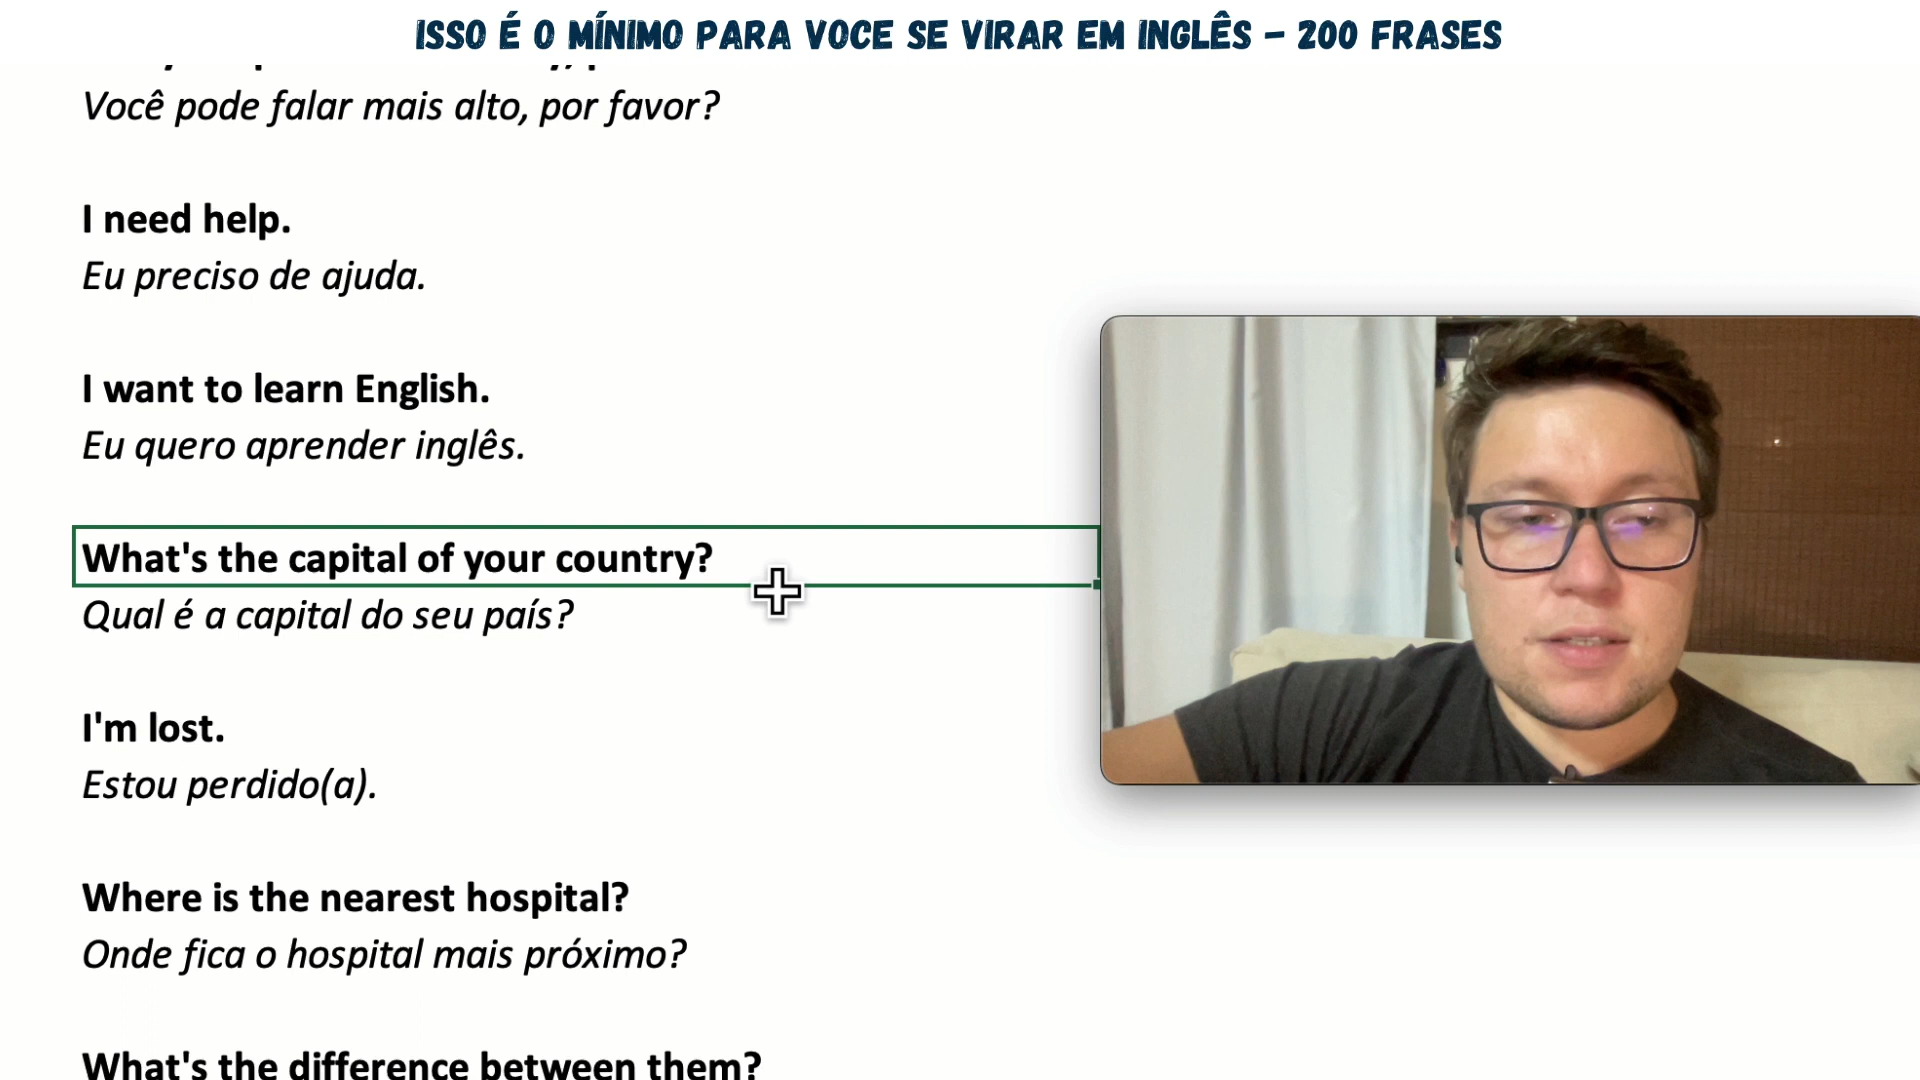 ISSO É O MÍNIMO PARA VOCE SE VIRAR EM INGLÊS – 200 FRASES
Você pode falar mais alto, por favor?
I need help.
Eu preciso de ajuda.
I want to learn English.
Eu quero aprender inglês.
What's the capital of your country?
Qual é a capital do seu país?
I'm lost.
Estou perdido(a).
Where is the nearest hospital?
Onde fica o hospital mais próximo?
What's the difference between them?